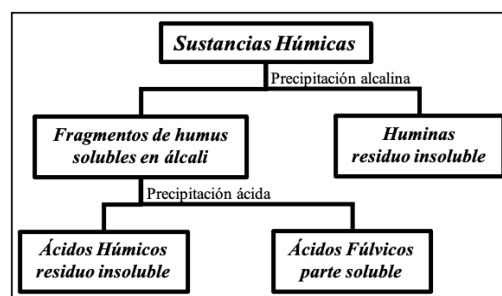 Sustancias Húmicas
Precipitación alcalina
Fragmentos de humus
solubles en álcali
Huminas
residuo insoluble
Precipitación ácida
Ácidos Húmicos
residuo insoluble
Ácidos Fúlvicos
parte soluble